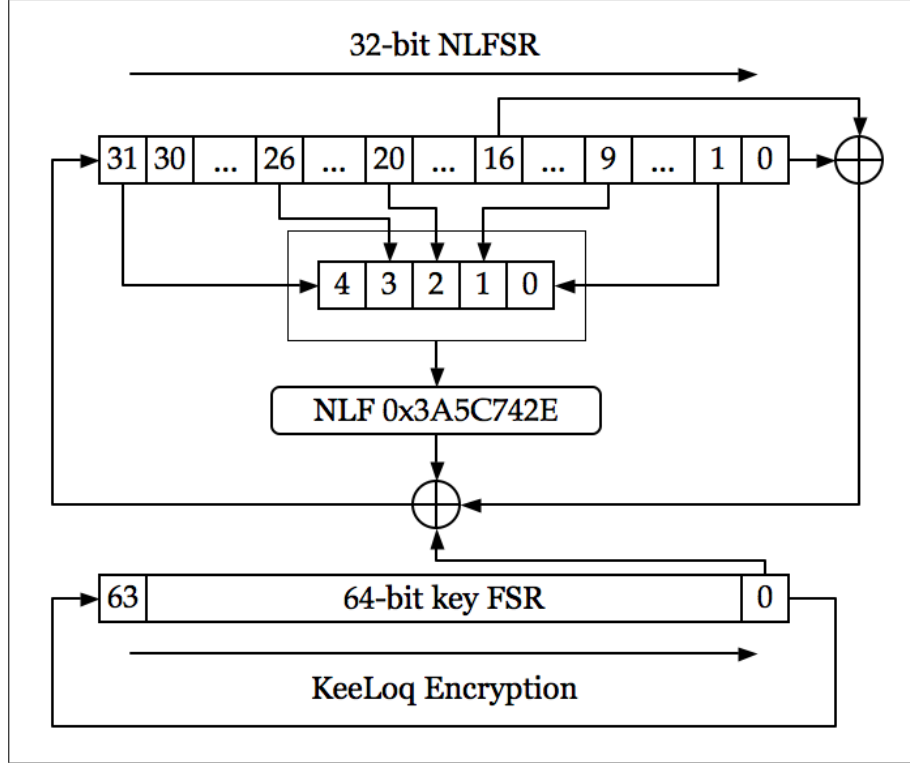 32-bit NLFSR
31 30 ... 26 ... 20 ... 16 ... 9 ... 1 0
4 3 2 1 0
NLF 0x3A5C742E
63 64-bit key FSR 0
KeeLoq Encryption